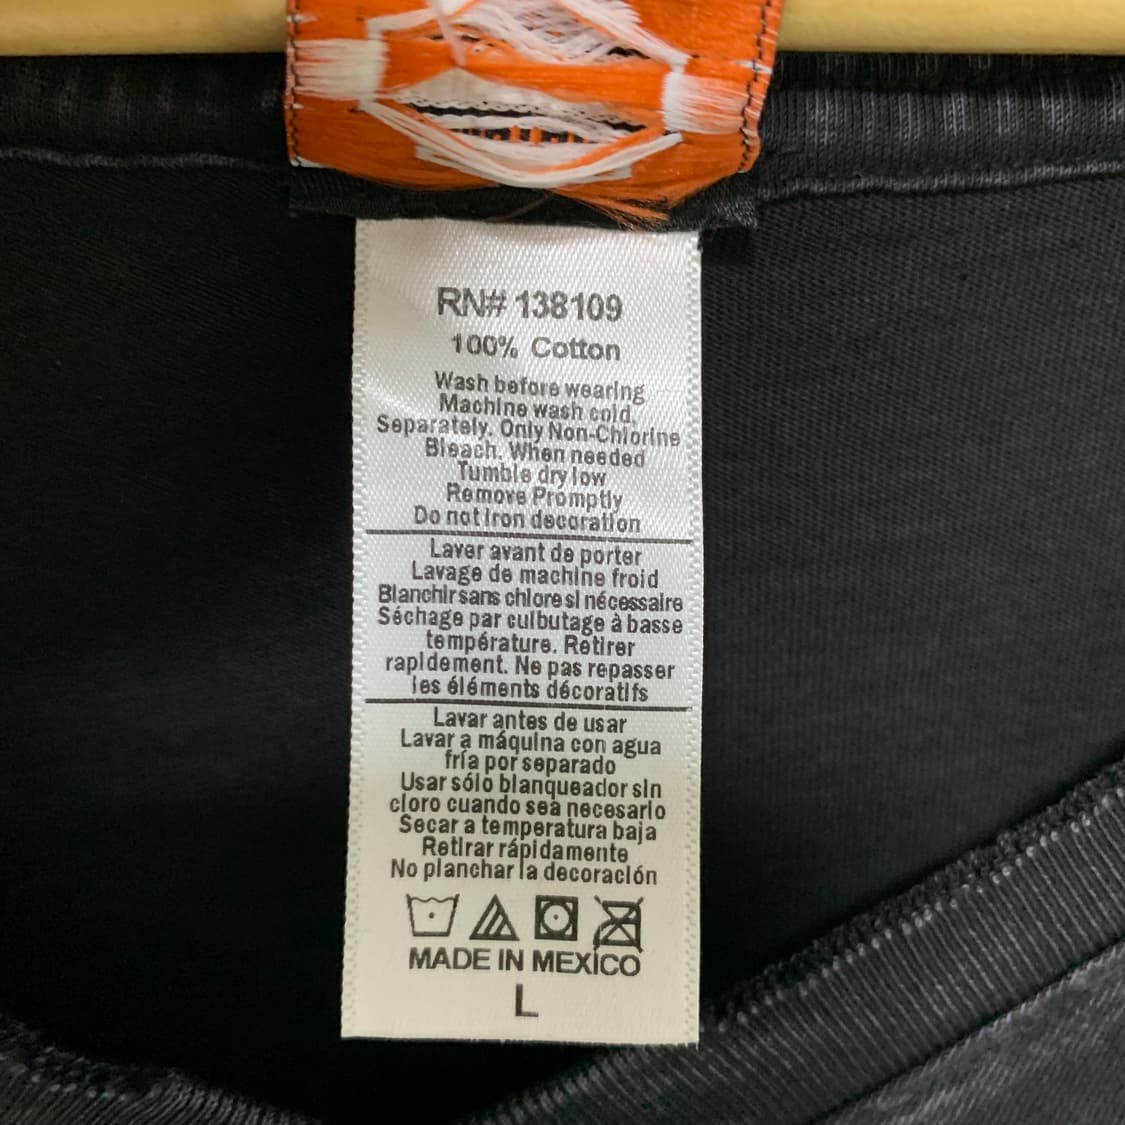 RN# 138109
100% Cotton
Wash before wearing
Machine wash cold.
Separately. Only Non-Chlorine
Bleach. When needed
Tumble dry low
Remove Promptly
Do not Iron decoration
Laver avant de porter
Lavage de machine froid
Blanchir sans chlore si nécessaire
Séchage par culbutage à basse
température. Retirer
rapidement. Ne pas repasser
les éléments décoratifs
Lavar antes de usar
Lavar a máquina con agua
fría por separado
Usar sólo blanqueador sin
cloro cuando sea necesario
Secar a temperatura baja
Retirar rápidamente
No planchar la decoración
MADE IN MEXICO
L